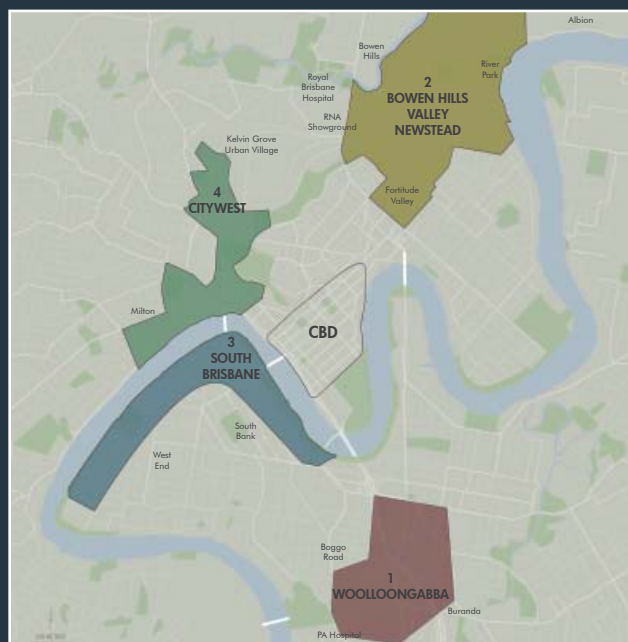 Albion
Bowen
Hills
River
Park
Royal
Brisbane
Hospital
2
BOWEN HILLS
VALLEY
NEWSTEAD
RNA
Showground
Kelvin Grove
Urban Village
4
CITYWEST
Fortitude
Valley
Milton
CBD
3
SOUTH
BRISBANE
South
Bank
West
End
Boggo
Road
1
WOOLLOONGABBA
Buranda
PA Hospital